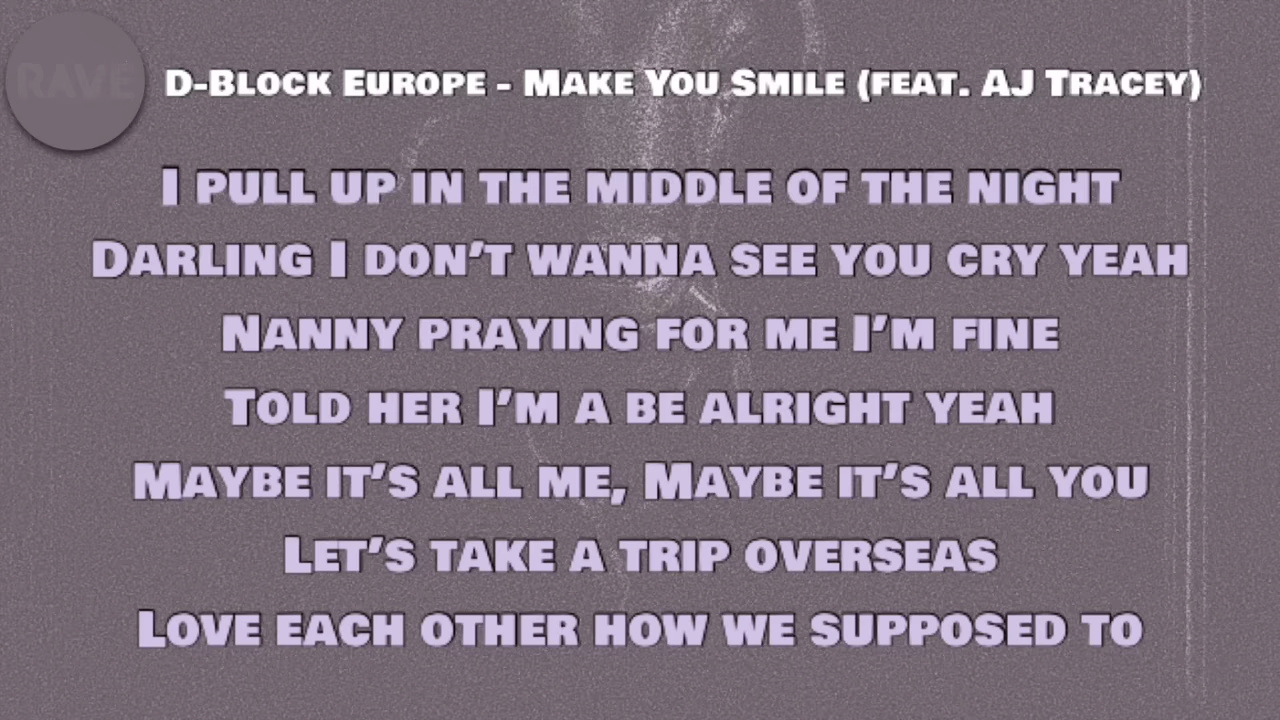 RAVE
D-Block Europe - Make You Smile (feat. AJ Tracey)
I pull up in the middle of the night
Darling I don't wanna see you cry yeah
Nanny praying for me I'm fine
Told her I'm a be alright yeah
Maybe it's all me, Maybe it's all you
Let's take a trip overseas
Love each other how we supposed to